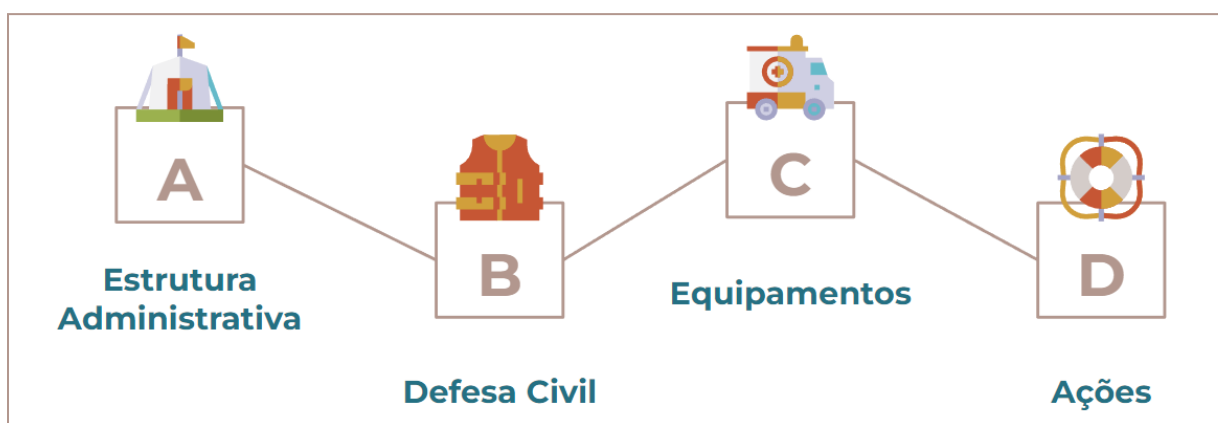 A
Estrutura
Administrativa
B
Defesa Civil
C
Equipamentos
D
Ações